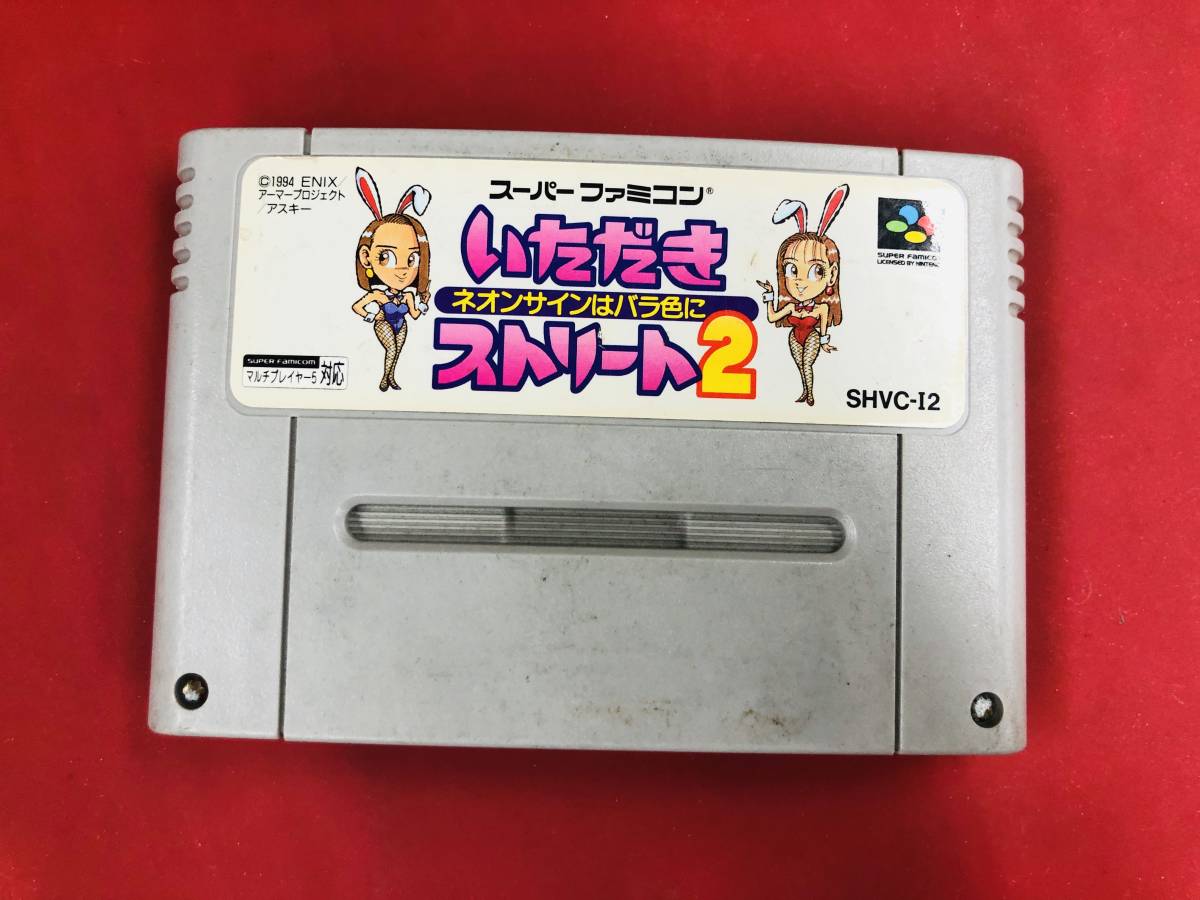 ©1994 ENIX/
アーマープロジェクト
/アスキー
スーパーファミコン®
いただき
ネオンサインはバラ色に
ストリート2
SUPER FAMICOM
マルチプレイヤー5対応
SUPER FAMICOM
LICENSED BY NINTENDO
SHVC-I2